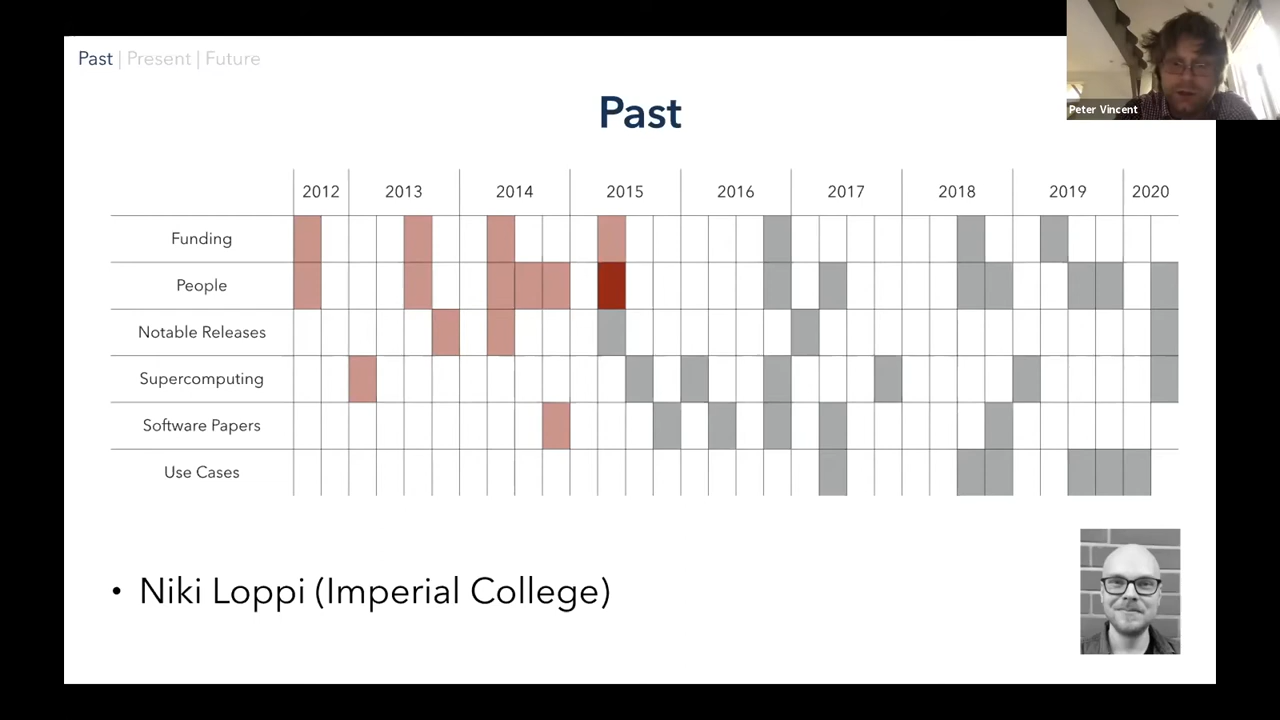 Past | Present | Future
Peter Vincent
Past
2012 2013 2014 2015 2016 2017 2018 2019 2020
Funding
People
Notable Releases
Supercomputing
Software Papers
Use Cases
• Niki Loppi (Imperial College)